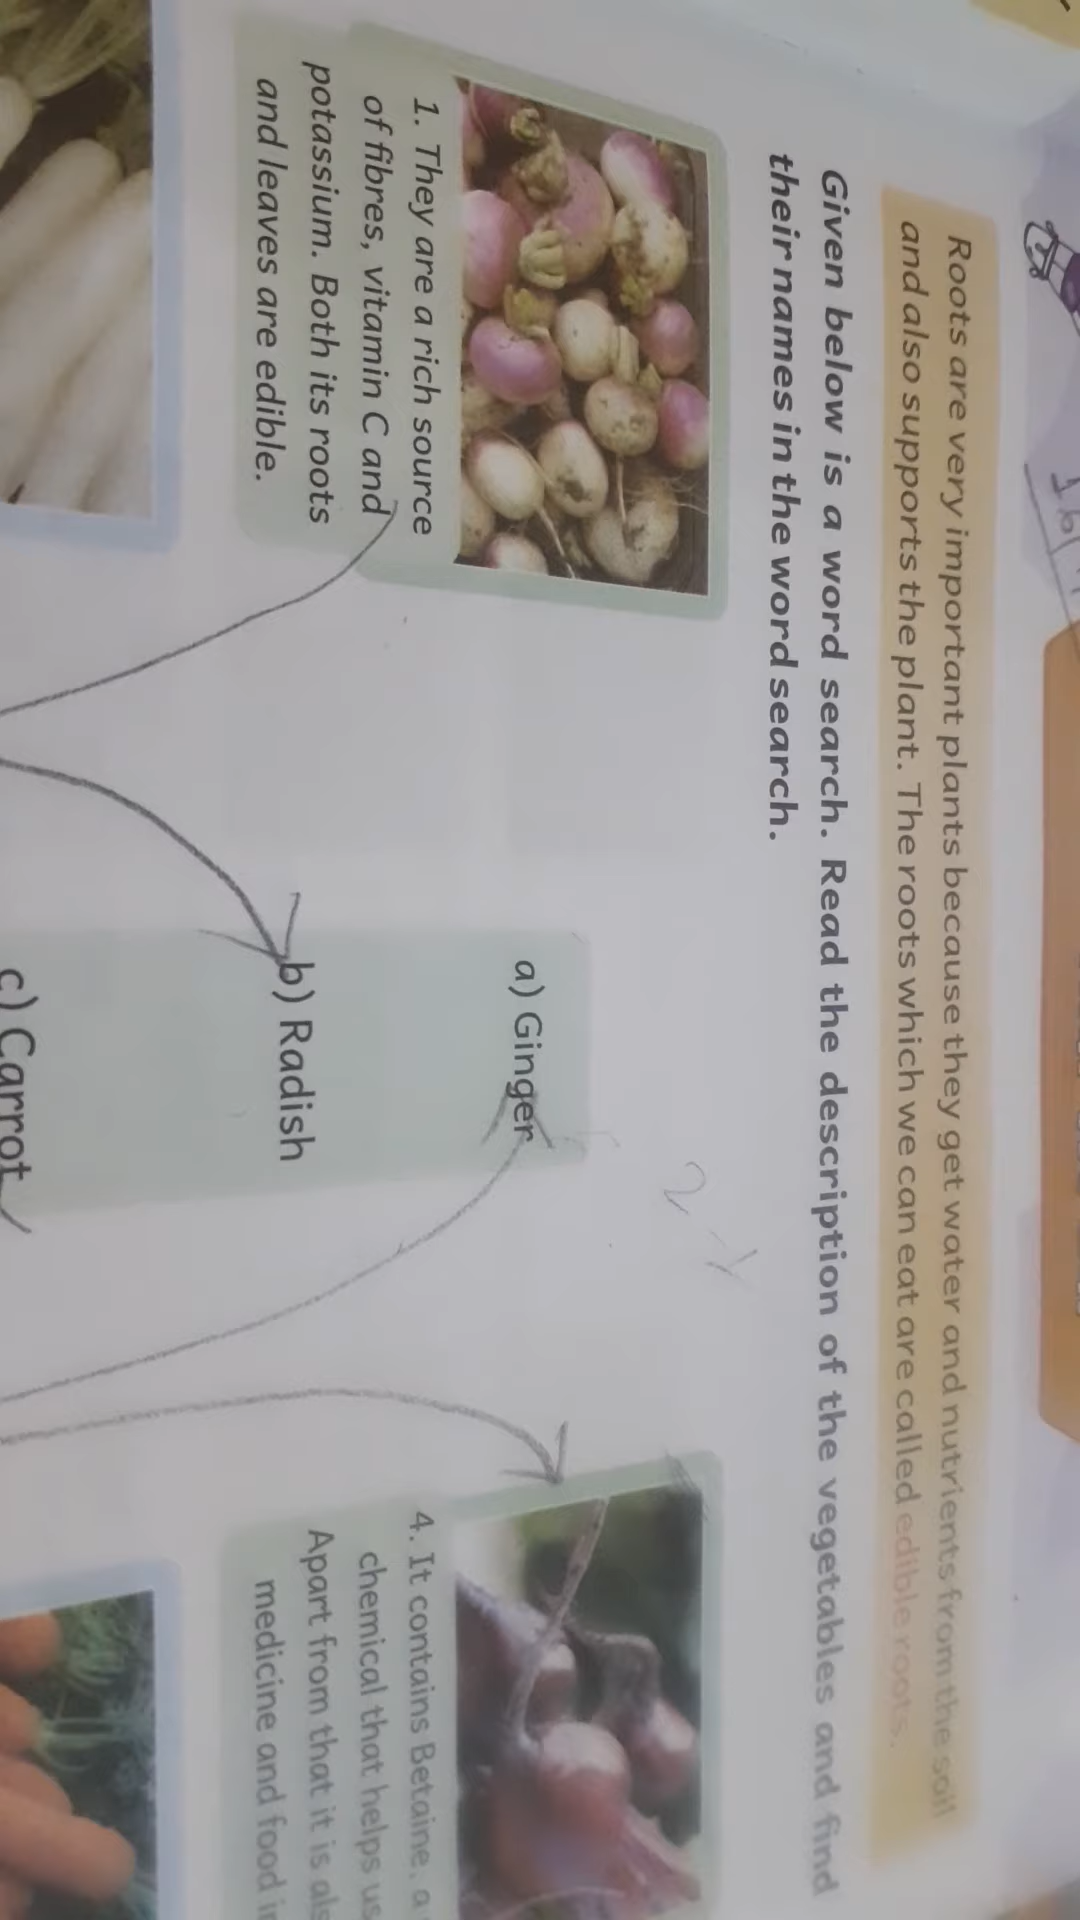 Roots are very important plants because they get water and nutrients from the soil
and also supports the plant. The roots which we can eat are called edible roots.
Given below is a word search. Read the description of the vegetables and find
their names in the word search.
1. They are a rich source
of fibres, vitamin C and
potassium. Both its roots
and leaves are edible.
a) Ginger
b) Radish
c) Carrot
4. It contains Betaine, a
chemical that helps us
Apart from that it is als
medicine and food in